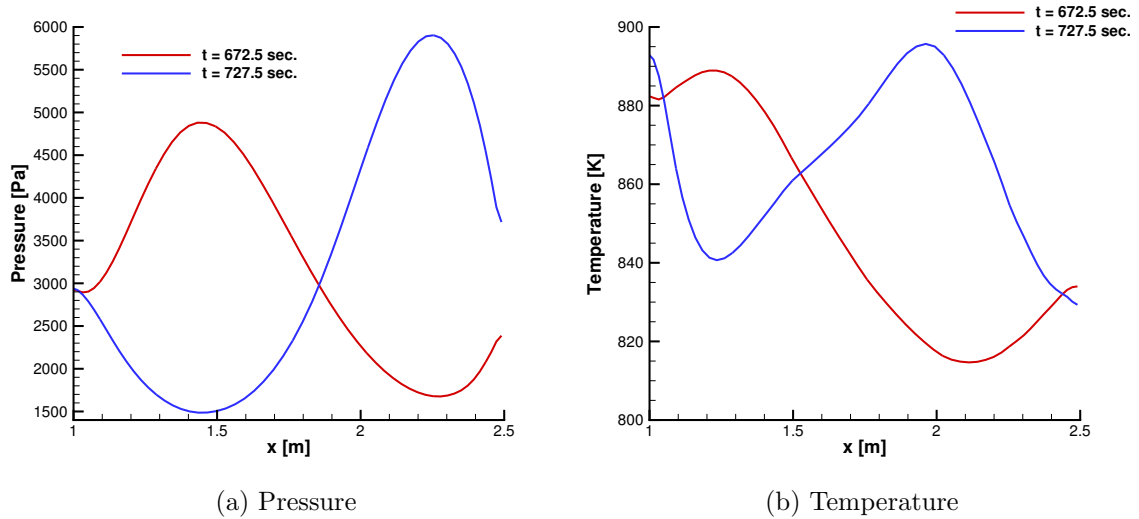 6000
5500
5000
4500
4000
3500
3000
2500
2000
1500
Pressure [Pa]
t = 672.5 sec.
t = 727.5 sec.
1 1.5 2 2.5
x [m]
(a) Pressure
t = 672.5 sec.
t = 727.5 sec.
900
880
860
840
820
800
Temperature [K]
1 1.5 2 2.5
x [m]
(b) Temperature